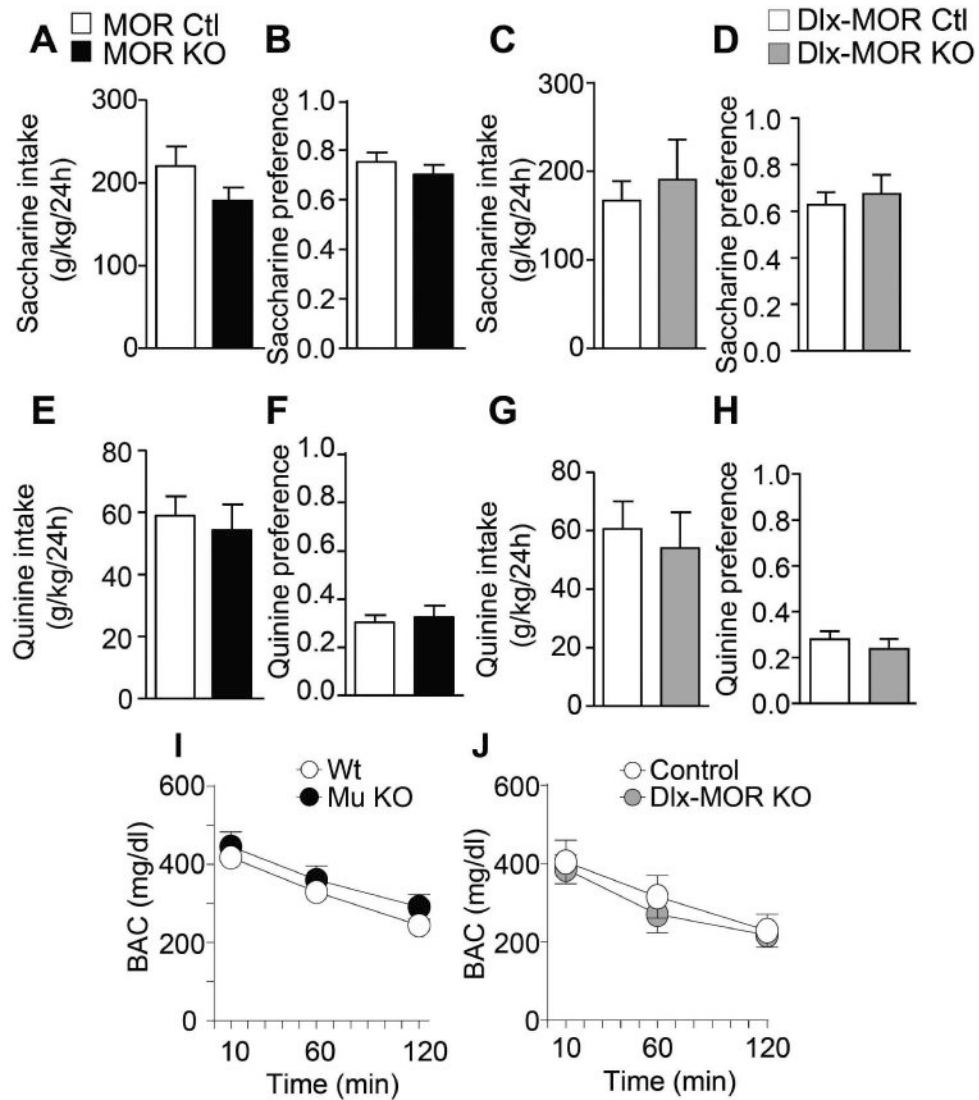 A
MOR Ctl
MOR KO
B
C
D
Dlx-MOR Ctl
Dlx-MOR KO
Saccharine intake
(g/kg/24h)
300
200
100
0
Saccharine preference
1.0
0.8
0.6
0.4
0.2
0.0
Saccharine intake
(g/kg/24h)
300
200
100
0
Saccharine preference
1.0
0.8
0.6
0.4
0.2
0.0
E
F
G
H
Quinine intake
(g/kg/24h)
80
60
40
20
0
Quinine preference
1.0
0.8
0.6
0.4
0.2
0.0
Quinine intake
(g/kg/24h)
80
60
40
20
0
Quinine preference
1.0
0.8
0.6
0.4
0.2
0.0
I
Wt
Mu KO
BAC (mg/dl)
600
400
200
0
10 60 120
Time (min)
J
Control
Dlx-MOR KO
BAC (mg/dl)
600
400
200
0
10 60 120
Time (min)